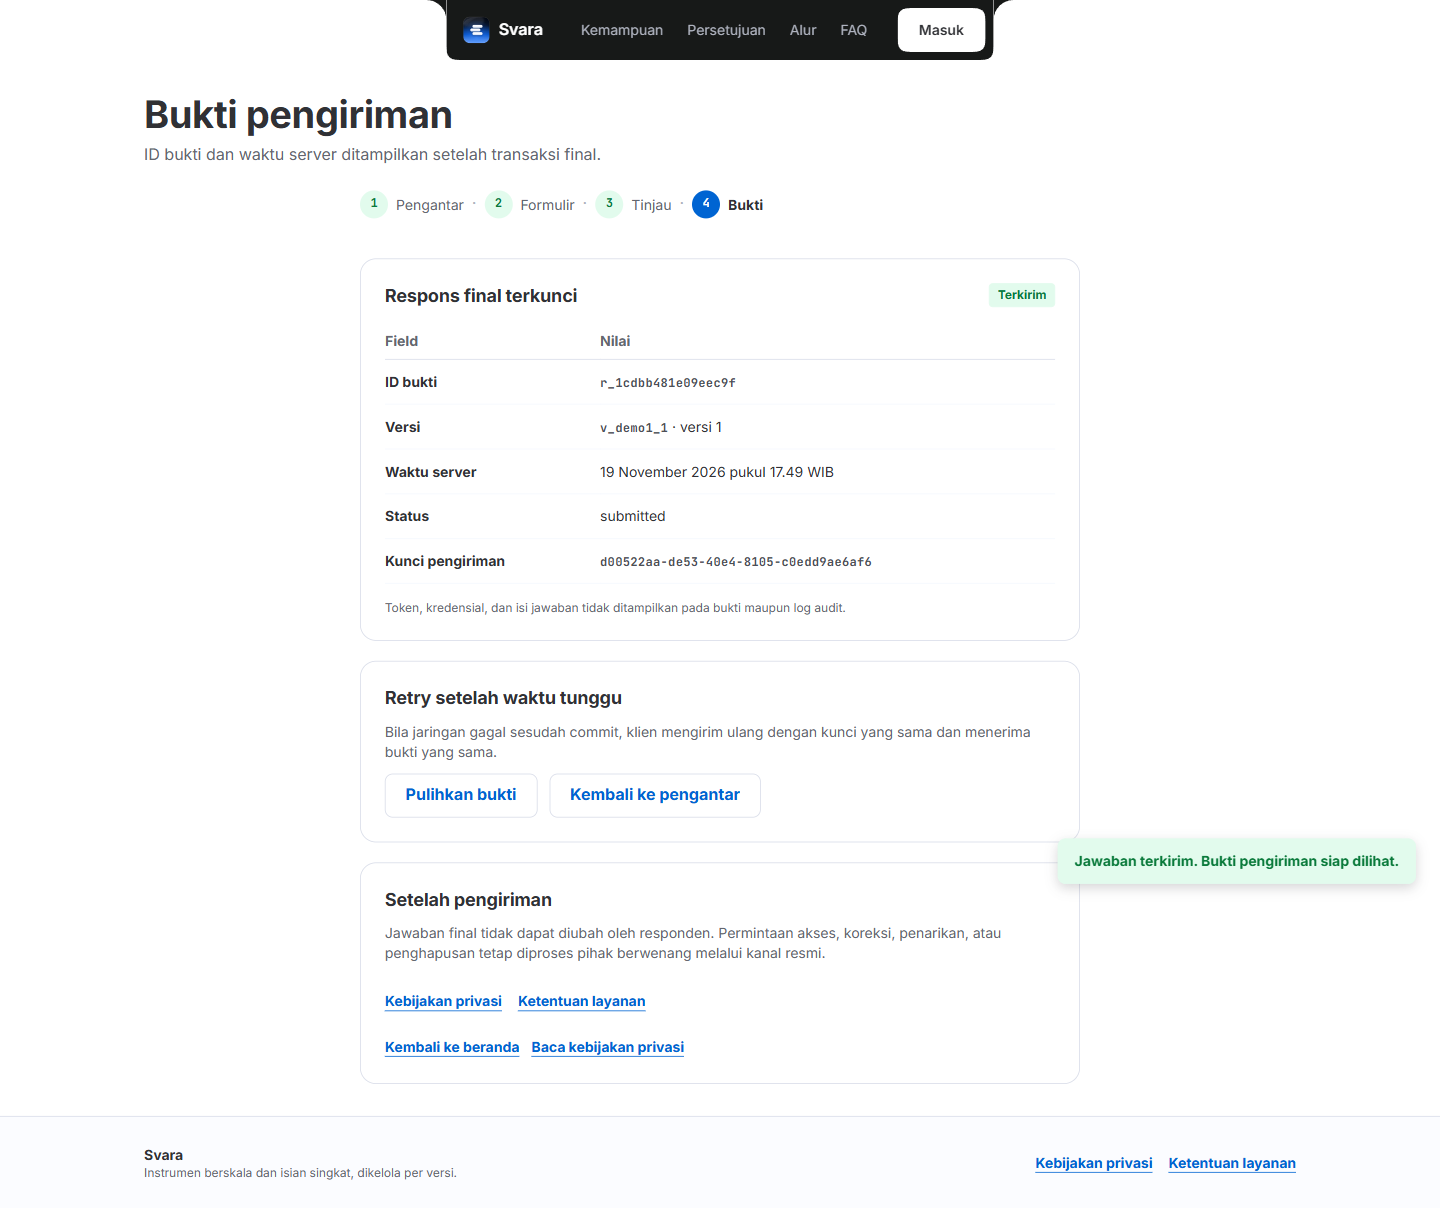 Svara
Kemampuan
Persetujuan
Alur
FAQ
Masuk
Bukti pengiriman
ID bukti dan waktu server ditampilkan setelah transaksi final.
1 Pengantar · 2 Formulir · 3 Tinjau · 4 Bukti
Respons final terkunci
Terkirim
Field Nilai
ID bukti r_1cdbb481e09eec9f
Versi v_demo1_1 · versi 1
Waktu server 19 November 2026 pukul 17.49 WIB
Status submitted
Kunci pengiriman d00522aa-de53-40e4-8105-c0edd9ae6af6
Token, kredensial, dan isi jawaban tidak ditampilkan pada bukti maupun log audit.
Retry setelah waktu tunggu
Bila jaringan gagal sesudah commit, klien mengirim ulang dengan kunci yang sama dan menerima
bukti yang sama.
Pulihkan bukti
Kembali ke pengantar
Jawaban terkirim. Bukti pengiriman siap dilihat.
Setelah pengiriman
Jawaban final tidak dapat diubah oleh responden. Permintaan akses, koreksi, penarikan, atau
penghapusan tetap diproses pihak berwenang melalui kanal resmi.
Kebijakan privasi Ketentuan layanan
Kembali ke beranda Baca kebijakan privasi
Svara
Instrumen berskala dan isian singkat, dikelola per versi.
Kebijakan privasi Ketentuan layanan